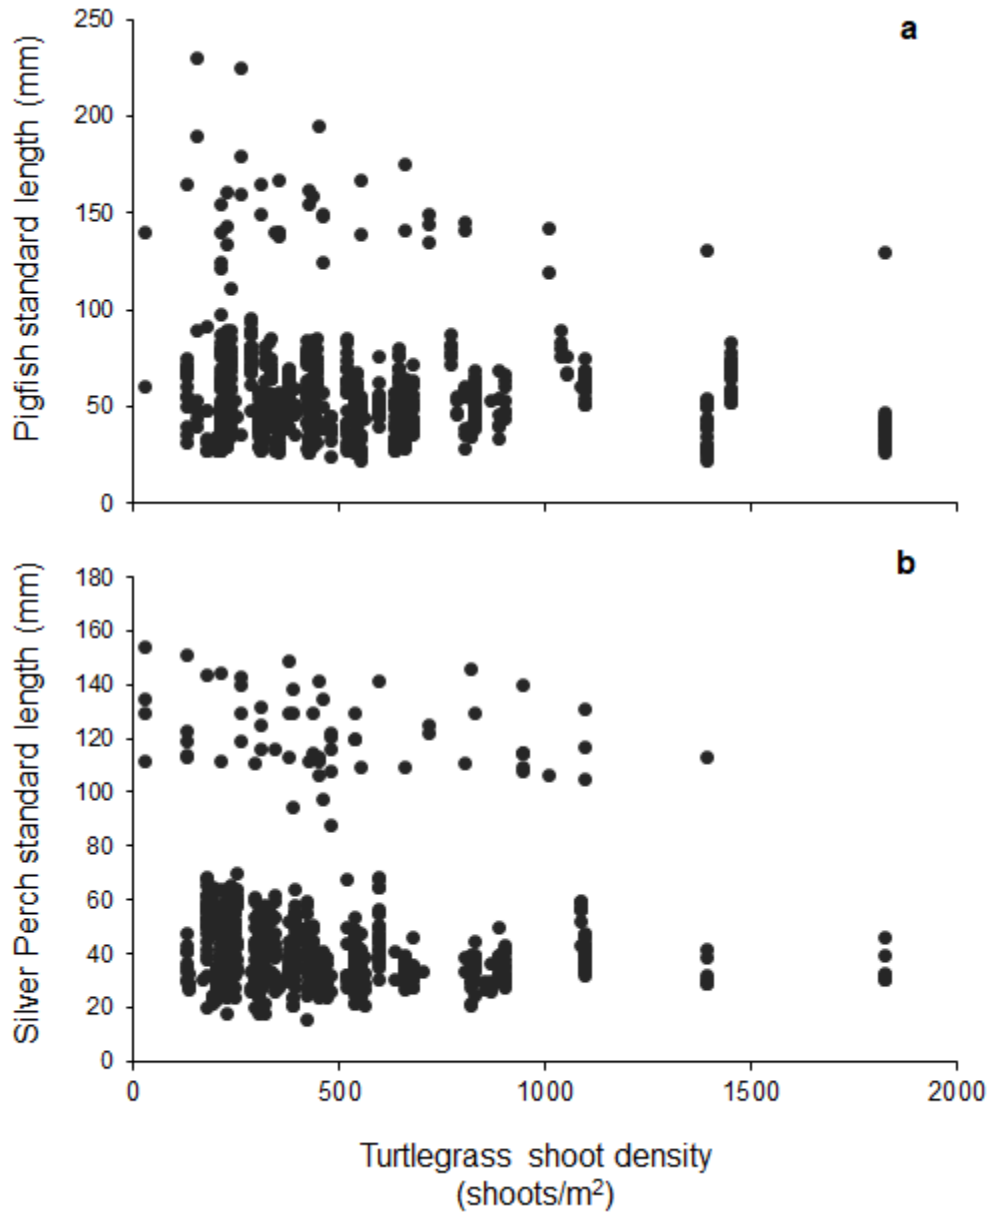 a
Pigfish standard length (mm)
250
200
150
100
50
0
b
Silver Perch standard length (mm)
180
160
140
120
100
80
60
40
20
0
0 500 1000 1500 2000
Turtlegrass shoot density
(shoots/m²)